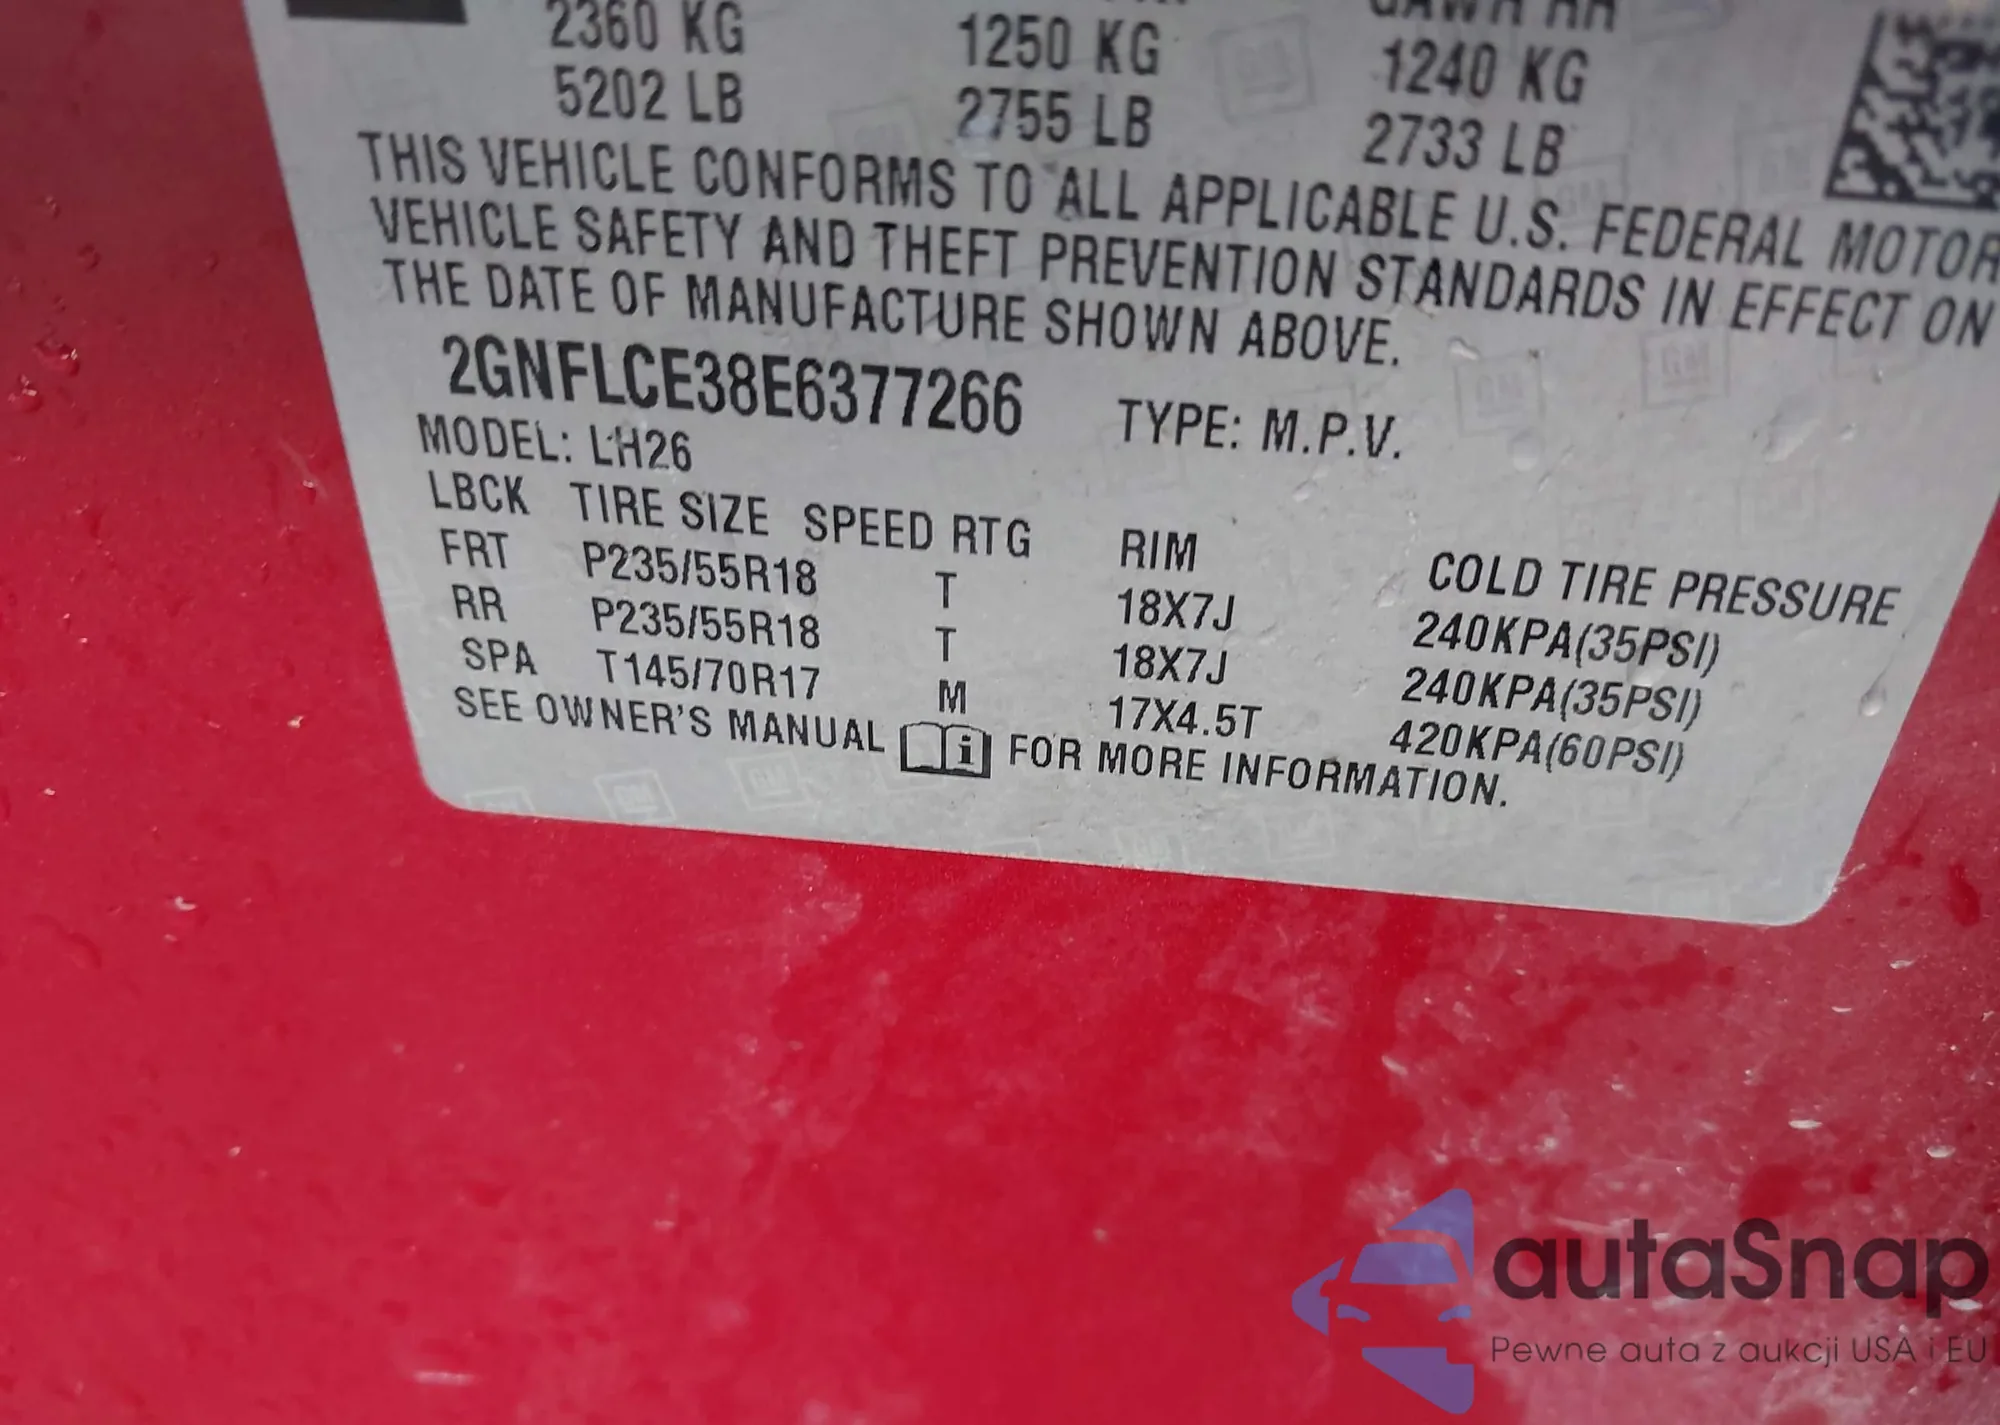 2360 KG 1250 KG 1240 KG
5202 LB 2755 LB 2733 LB
THIS VEHICLE CONFORMS TO ALL APPLICABLE U.S. FEDERAL MOTOR
VEHICLE SAFETY AND THEFT PREVENTION STANDARDS IN EFFECT ON
THE DATE OF MANUFACTURE SHOWN ABOVE.
2GNFLCE38E6377266 TYPE: M.P.V.
MODEL: LH26
LBCK TIRE SIZE SPEED RTG RIM COLD TIRE PRESSURE
FRT P235/55R18 T 18X7J 240KPA(35PSI)
RR P235/55R18 T 18X7J 240KPA(35PSI)
SPA T145/70R17 M 17X4.5T 420KPA(60PSI)
SEE OWNER'S MANUAL i FOR MORE INFORMATION.
autaSnap
Pewne auta z aukcji USA i EU